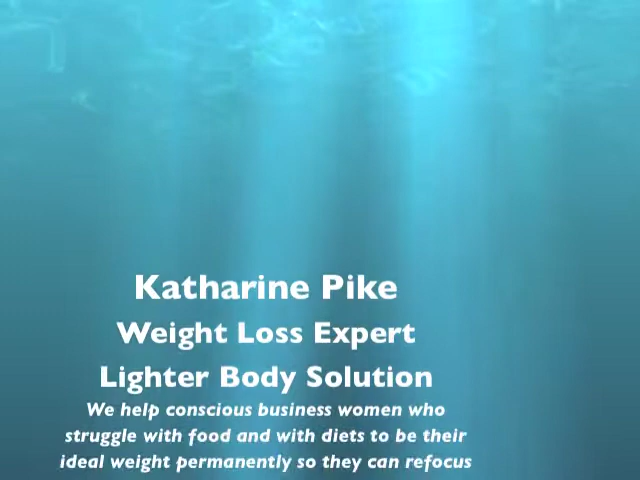 Katharine Pike
Weight Loss Expert
Lighter Body Solution
We help conscious business women who
struggle with food and with diets to be their
ideal weight permanently so they can refocus